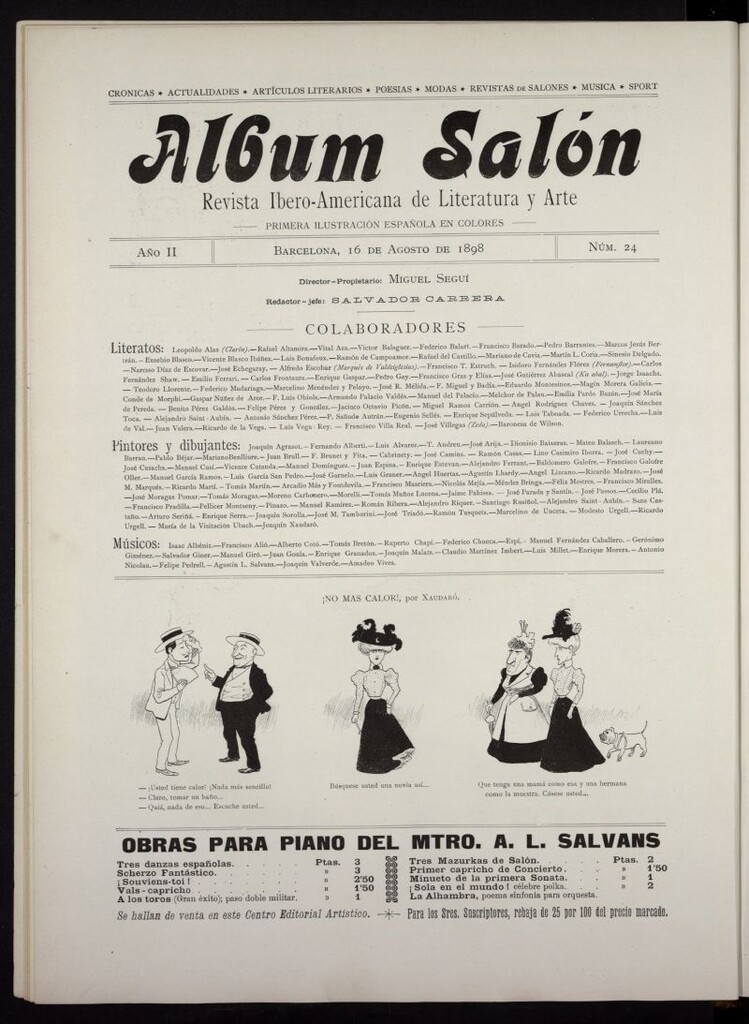 CRONICAS ★ ACTUALIDADES ★ ARTÍCULOS LITERARIOS ★ POESIAS ★ MODAS ★ REVISTAS DE SALONES ★ MUSICA ★ SPORT
Album Salón
Revista Ibero-Americana de Literatura y Arte
PRIMERA ILUSTRACIÓN ESPAÑOLA EN COLORES
AÑO II
BARCELONA, 16 DE AGOSTO DE 1898
NÚM. 24
Director-Propietario: MIGUEL SEGUÍ
Redactor-jefe: SALVADOR CARRERA
COLABORADORES
Literatos: Leopoldo Alas (Clarín).—Rafael Altamira.—Vital Aza.—Víctor Balaguer.—Federico Balart.—Francisco Barado.—Pedro Barrantes.—Marcos Jesús Ber-
trán.—Eusebio Blasco.—Vicente Blasco Ibáñez.—Luis Bonafoux.—Ramón de Campoamor.—Rafael del Castillo.—Mariano de Cavia.—Martín L. Coria.—Sinesio Delgado.
—Narciso Díaz de Escovar.—José Echegaray.—Alfredo Escobar (Marqués de Valdeiglesias).—Francisco T. Estruch.—Isidoro Fernández Flórez (Fernanflor).—Carlos
Fernández Shaw.—Emilio Ferrari.—Carlos Frontaura.—Enrique Gaspar.—Pedro Gay.—Francisco Gras y Elías.—José Gutiérrez Abascal (Ka sabal).—Jorge Isaachs.
—Teodoro Llorente.—Federico Madariaga.—Marcelino Menéndez y Pelayo.—José R. Mélida.—F. Miguel y Badía.—Eduardo Montesinos.—Magín Morera Galicia.—
Conde de Morphi.—Gaspar Núñez de Arce.—F. Luis Obiols.—Armando Palacio Valdés.—Manuel del Palacio.—Melchor de Palau.—Emilia Pardo Bazán.—José María
de Pereda.—Benito Pérez Galdós.—Felipe Pérez y González.—Jacinto Octavio Picón.—Miguel Ramos Carrión.—Angel Rodríguez Chaves.—Joaquín Sánchez
Toca.—Alejandro Saint-Aubín.—Antonio Sánchez Pérez.—P. Sañudo Autrán.—Eugenio Sellés.—Enrique Sepúlveda.—Luis Taboada.—Federico Urrecha.—Luis
de Val.—Juan Valera.—Ricardo de la Vega.—Luis Vega-Rey.—Francisco Villa Real.—José Villegas (Zeda).—Baronesa de Wilson.
Pintores y dibujantes: Joaquín Agrasot.—Fernando Alberti.—Luis Alvarez.—T. Andreu.—José Arija.—Dionisio Baixeras.—Mateo Balasch.—Laureano
Barrau.—Pablo Béjar.—Mariano Benlliure.—Juan Brull.—F. Brunet y Fita.—Cabrinety.—José Camins.—Ramón Casas.—Lino Casimiro Iborra.—José Cuchy.—
José Cusachs.—Manuel Cusí.—Vicente Cutanda.—Manuel Domínguez.—Juan Espina.—Enrique Estevan.—Alejandro Ferrant.—Baldomero Galofre.—Francisco Galofre
Oller.—Manuel García Ramos.—Luis García San Pedro.—José Garnelo.—Luis Graner.—Angel Huertas.—Agustín Lhardy.—Angel Lizcano.—Ricardo Madrazo.—José
M. Marqués.—Ricardo Martí.—Tomás Martín.—Arcadio Más y Fontdevila.—Francisco Masriera.—Nicolás Mejía.—Méndez Bringa.—Félix Mestres.—Francisco Miralles.
—José Moragas Pomar.—Tomás Moragas.—Moreno Carbonero.—Morelli.—Tomás Muñoz Lucena.—Jaime Pahissa.—José Parada y Santín.—José Passos.—Cecilio Plá.
—Francisco Pradilla.—Pellicer Montseny.—Pinazo.—Manuel Ramírez.—Román Ribera.—Alejandro Riquer.—Santiago Rusiñol.—Alejandro Saint-Aubín.—Sans Cas-
taño.—Arturo Seriñá.—Enrique Serra.—Joaquín Sorolla.—José M. Tamburini.—José Triadó.—Ramón Tusquets.—Marcelino de Unceta.—Modesto Urgell.—Ricardo
Urgell.—María de la Visitación Ubach.—Joaquín Xaudaró.
Músicos: Isaac Albéniz.—Francisco Alió.—Alberto Cotó.—Tomás Bretón.—Ruperto Chapí.—Federico Chueca.—Espí.—Manuel Fernández Caballero.—Gerónimo
Giménez.—Salvador Giner.—Manuel Giró.—Juan Goula.—Enrique Granados.—Joaquín Malats.—Claudio Martínez Imbert.—Luis Millet.—Enrique Morera.—Antonio
Nicolau.—Felipe Pedrell.—Agustín L. Salvans.—Joaquín Valverde.—Amadeo Vives.
¡NO MAS CALOR!, por XAUDARÓ.
— ¡Usted tiene calor! ¡Nada más sencillo!
— Claro, tomar un baño...
— Quiá, nada de eso... Escuche usted...
Búsquese usted una novia así...
Que tenga una mamá como esa y una hermana
como la muestra. Cásese usted...
OBRAS PARA PIANO DEL MTRO. A. L. SALVANS
Tres danzas españolas. Ptas. 3
Scherzo Fantástico. » 3
¡Souviens-toi! » 2'50
Vals-capricho. » 1'50
A los toros (Gran éxito); paso doble militar. » 1
Tres Mazurkas de Salón. Ptas. 2
Primer capricho de Concierto. » 1'50
Minueto de la primera Sonata. » 1
¡Sola en el mundo! célebre polka. » 2
La Alhambra, poema sinfonía para orquesta.
Se hallan de venta en este Centro Editorial Artístico. — Para los Sres. Suscriptores, rebaja de 25 por 100 del precio marcado.